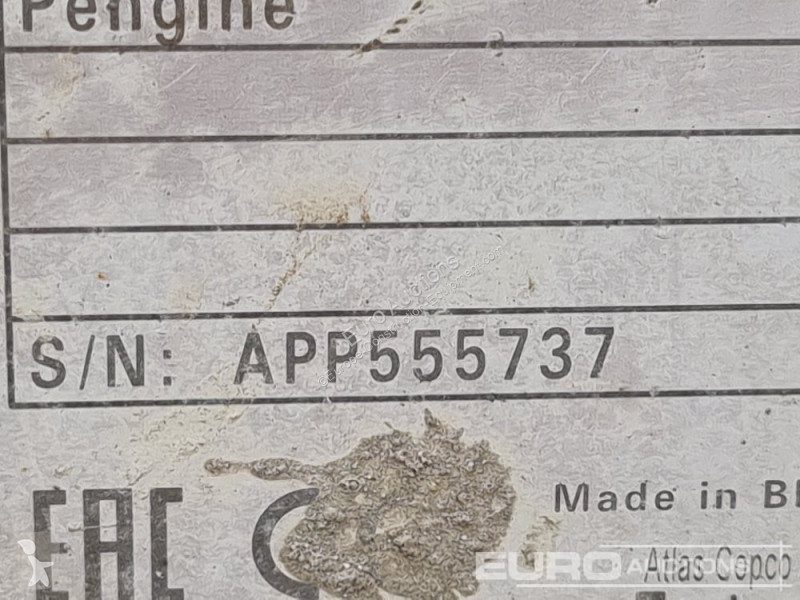 Pengine
S/N: APP555737
EAC
Made in
Atlas Copco
EURO AUCTIONS